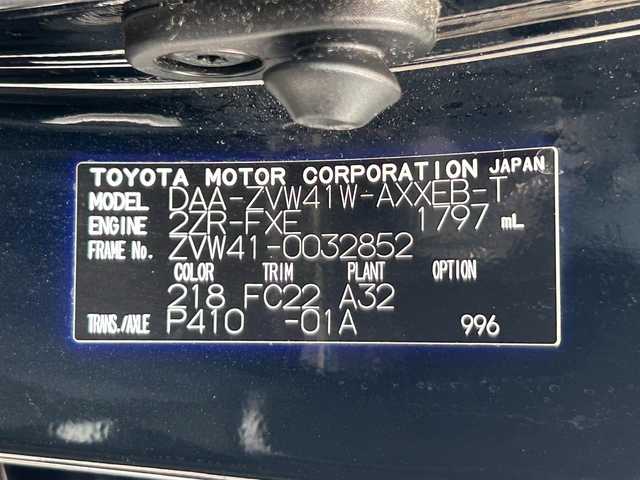 TOYOTA MOTOR CORPORATION JAPAN
MODEL DAA-ZVW41W-AXXEB-T
ENGINE 2ZR-FXE 1797 mL
FRAME No. ZVW41-0032852
COLOR TRIM PLANT OPTION
218 FC22 A32
TRANS./AXLE P410 -01A 996